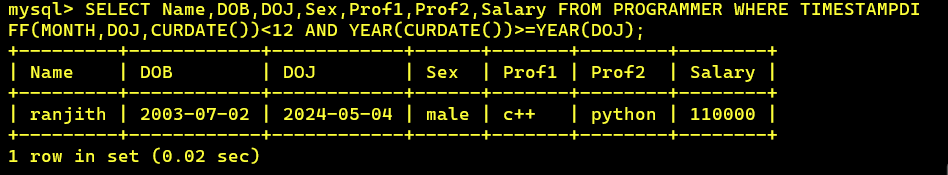 mysql> SELECT Name,DOB,DOJ,Sex,Prof1,Prof2,Salary FROM PROGRAMMER WHERE TIMESTAMPDI
FF(MONTH,DOJ,CURDATE())<12 AND YEAR(CURDATE())>=YEAR(DOJ);
+---------+------------+------------+------+-------+--------+--------+
| Name    | DOB        | DOJ        | Sex  | Prof1 | Prof2  | Salary |
+---------+------------+------------+------+-------+--------+--------+
| ranjith | 2003-07-02 | 2024-05-04 | male | c++   | python | 110000 |
+---------+------------+------------+------+-------+--------+--------+
1 row in set (0.02 sec)